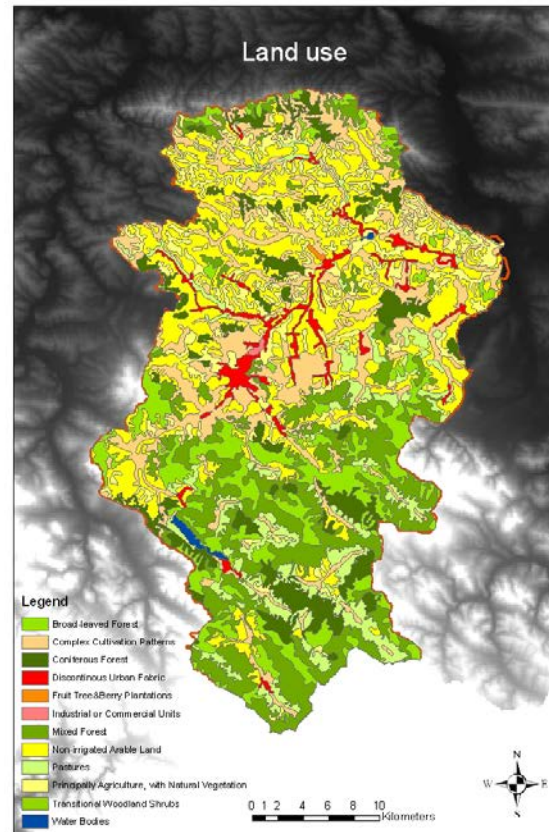 Land use
Legend
Broad-leaved Forest
Complex Cultivation Patterns
Coniferous Forest
Discontinous Urban Fabric
Fruit Tree&Berry Plantations
Industrial or Commercial Units
Mixed Forest
Non-irrigated Arable Land
Pastures
Principally Agriculture, with Natural Vegetation
Transitional Woodland Shrubs
Water Bodies
0 1 2 4 6 8 10
Kilometers
N
W E
S